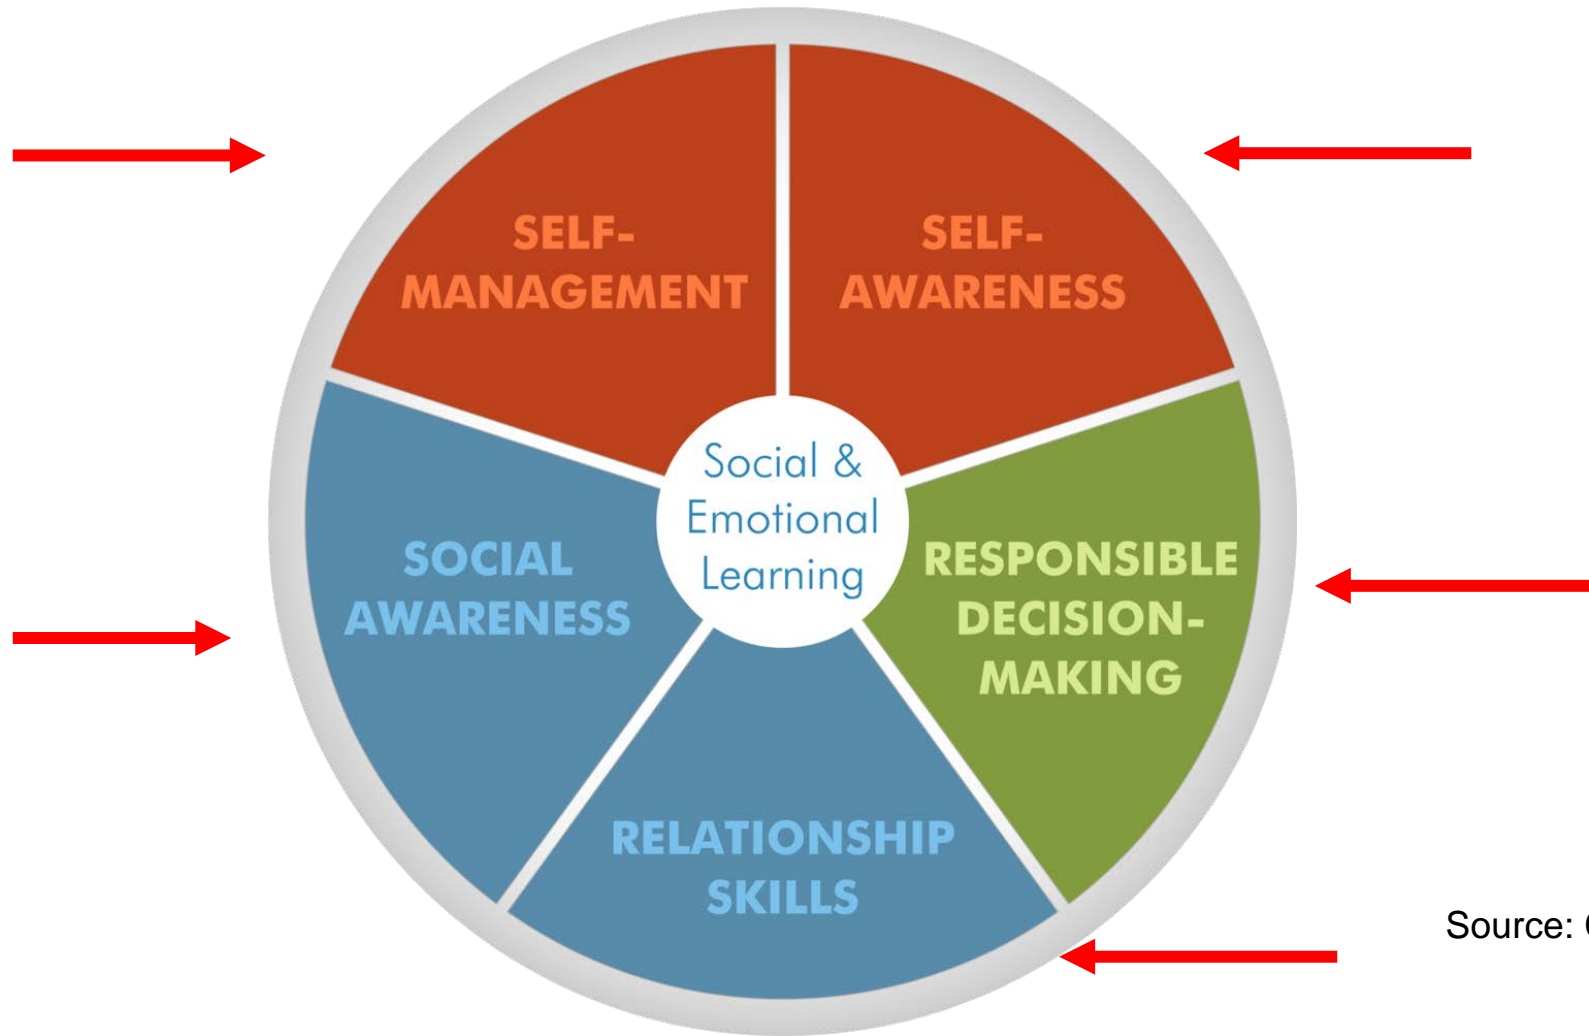 SELF-
MANAGEMENT
SELF-
AWARENESS
Social &
Emotional
Learning
SOCIAL
AWARENESS
RESPONSIBLE
DECISION-
MAKING
RELATIONSHIP
SKILLS
Source: